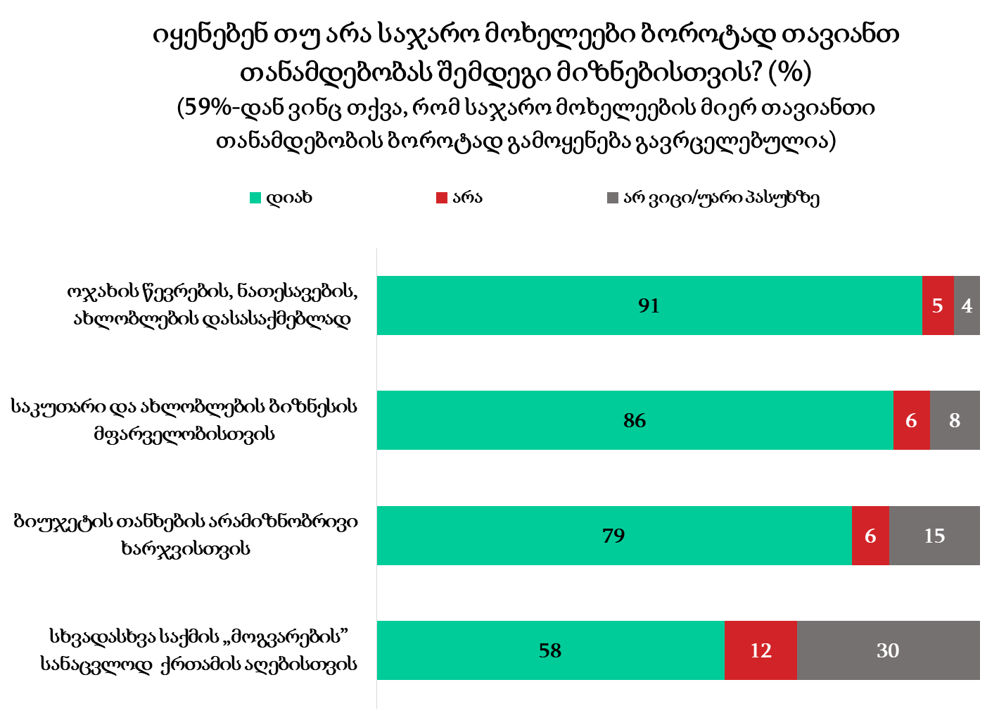 იყენებენ თუ არა საჯარო მოხელეები ბოროტად თავიანთ
თანამდებობას შემდეგი მიზნებისთვის? (%)
(59%-დან ვინც თქვა, რომ საჯარო მოხელეების მიერ თავიანთი
თანამდებობის ბოროტად გამოყენება გავრცელებულია)
დიახ არა არ ვიცი/უარი პასუხზე
ოჯახის წევრების, ნათესავების,
ახლობლების დასასაქმებლად
91 5 4
საკუთარი და ახლობლების ბიზნესის
მფარველობისთვის
86 6 8
ბიუჯეტის თანხების არამიზნობრივი
ხარჯვისთვის
79 6 15
სხვადასხვა საქმის „მოგვარების”
სანაცვლოდ ქრთამის აღებისთვის
58 12 30